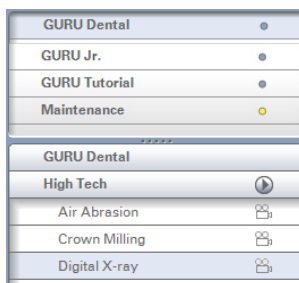 GURU Dental
GURU Jr.
GURU Tutorial
Maintenance
GURU Dental
High Tech
Air Abrasion
Crown Milling
Digital X-ray